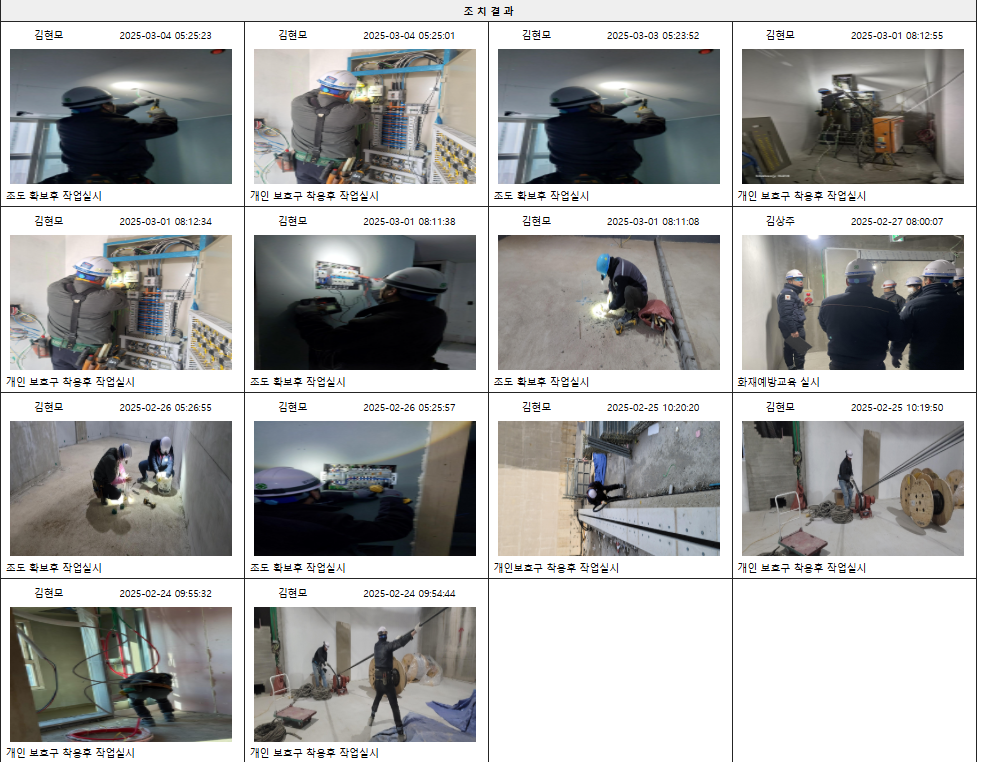 조 치 결 과
김현모 2025-03-04 05:25:23
조도 확보후 작업실시
김현모 2025-03-04 05:25:01
개인 보호구 착용후 작업실시
김현모 2025-03-03 05:23:52
조도 확보후 작업실시
김현모 2025-03-01 08:12:55
개인 보호구 착용후 작업실시
김현모 2025-03-01 08:12:34
개인 보호구 착용후 작업실시
김현모 2025-03-01 08:11:38
조도 확보후 작업실시
김현모 2025-03-01 08:11:08
조도 확보후 작업실시
김상주 2025-02-27 08:00:07
화재예방교육 실시
김현모 2025-02-26 05:26:55
조도 확보후 작업실시
김현모 2025-02-26 05:25:57
조도 확보후 작업실시
김현모 2025-02-25 10:20:20
개인보호구 착용후 작업실시
김현모 2025-02-25 10:19:50
개인 보호구 착용후 작업실시
김현모 2025-02-24 09:55:32
개인 보호구 착용후 작업실시
김현모 2025-02-24 09:54:44
개인 보호구 착용후 작업실시